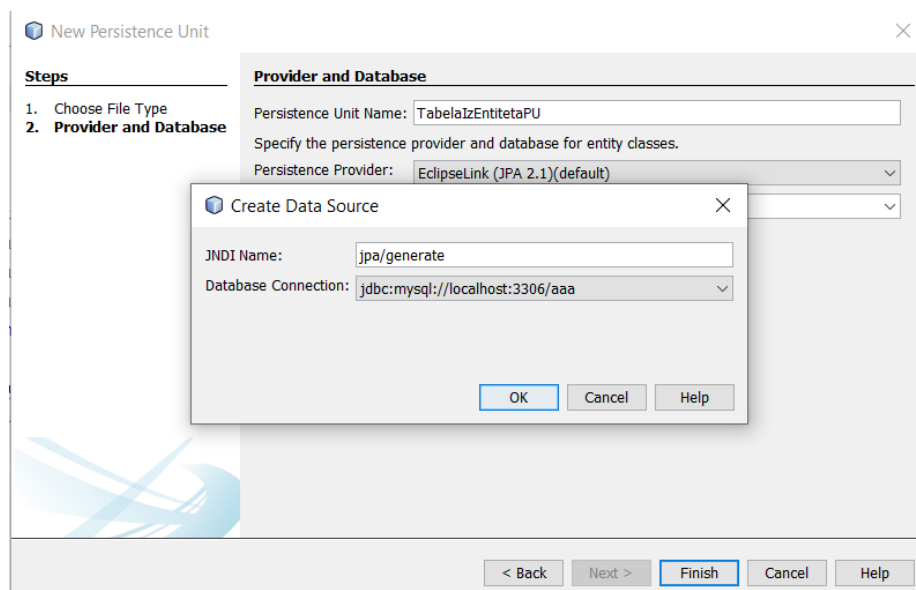 New Persistence Unit
Steps
1. Choose File Type
2. Provider and Database
Provider and Database
Persistence Unit Name: TabelaIzEntitetaPU
Specify the persistence provider and database for entity classes.
Persistence Provider: EclipseLink (JPA 2.1)(default)
Create Data Source
JNDI Name: jpa/generate
Database Connection: jdbc:mysql://localhost:3306/aaa
OK Cancel Help
< Back Next > Finish Cancel Help